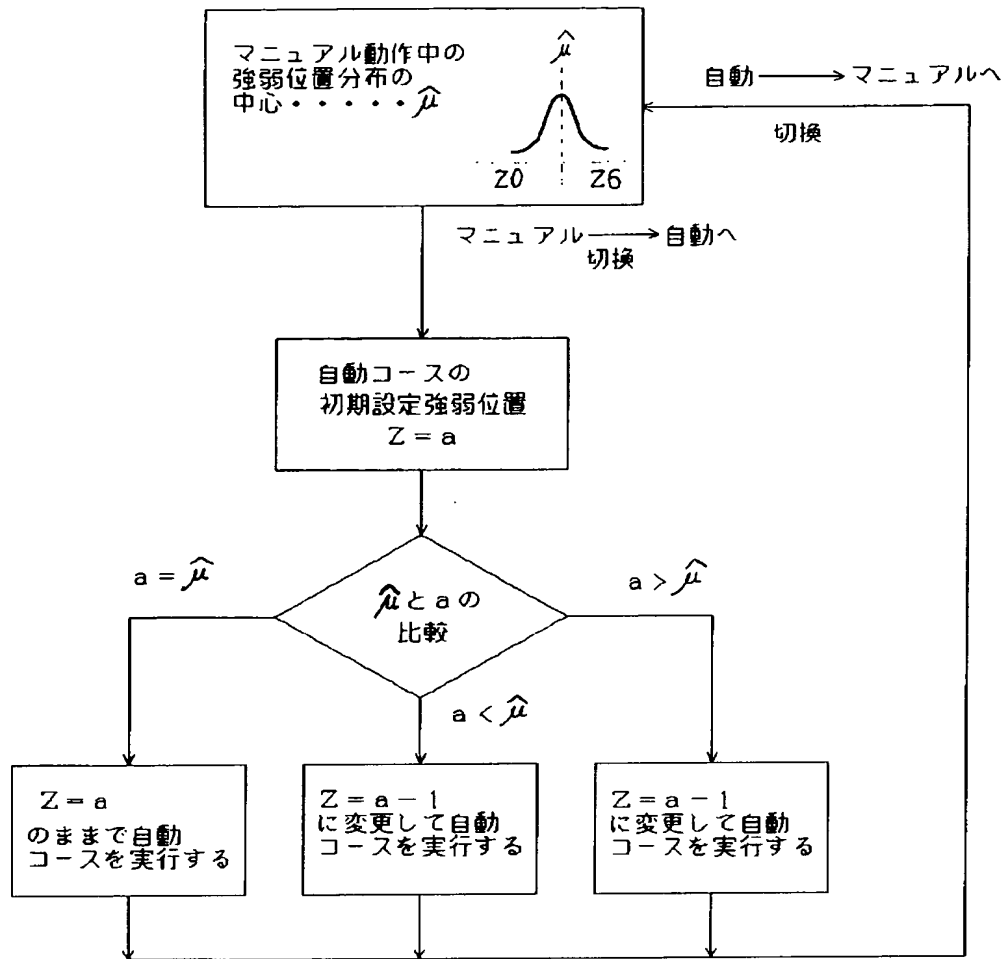 マニュアル動作中の
強弱位置分布の
中心・・・・・μ̂
μ̂
Z0
Z6
自動→マニュアルへ
切換
マニュアル→自動へ
切換
自動コースの
初期設定強弱位置
Z=a
a=μ̂
μ̂とaの
比較
a>μ̂
a<μ̂
Z=a
のままで自動
コースを実行する
Z=a-1
に変更して自動
コースを実行する
Z=a-1
に変更して自動
コースを実行する